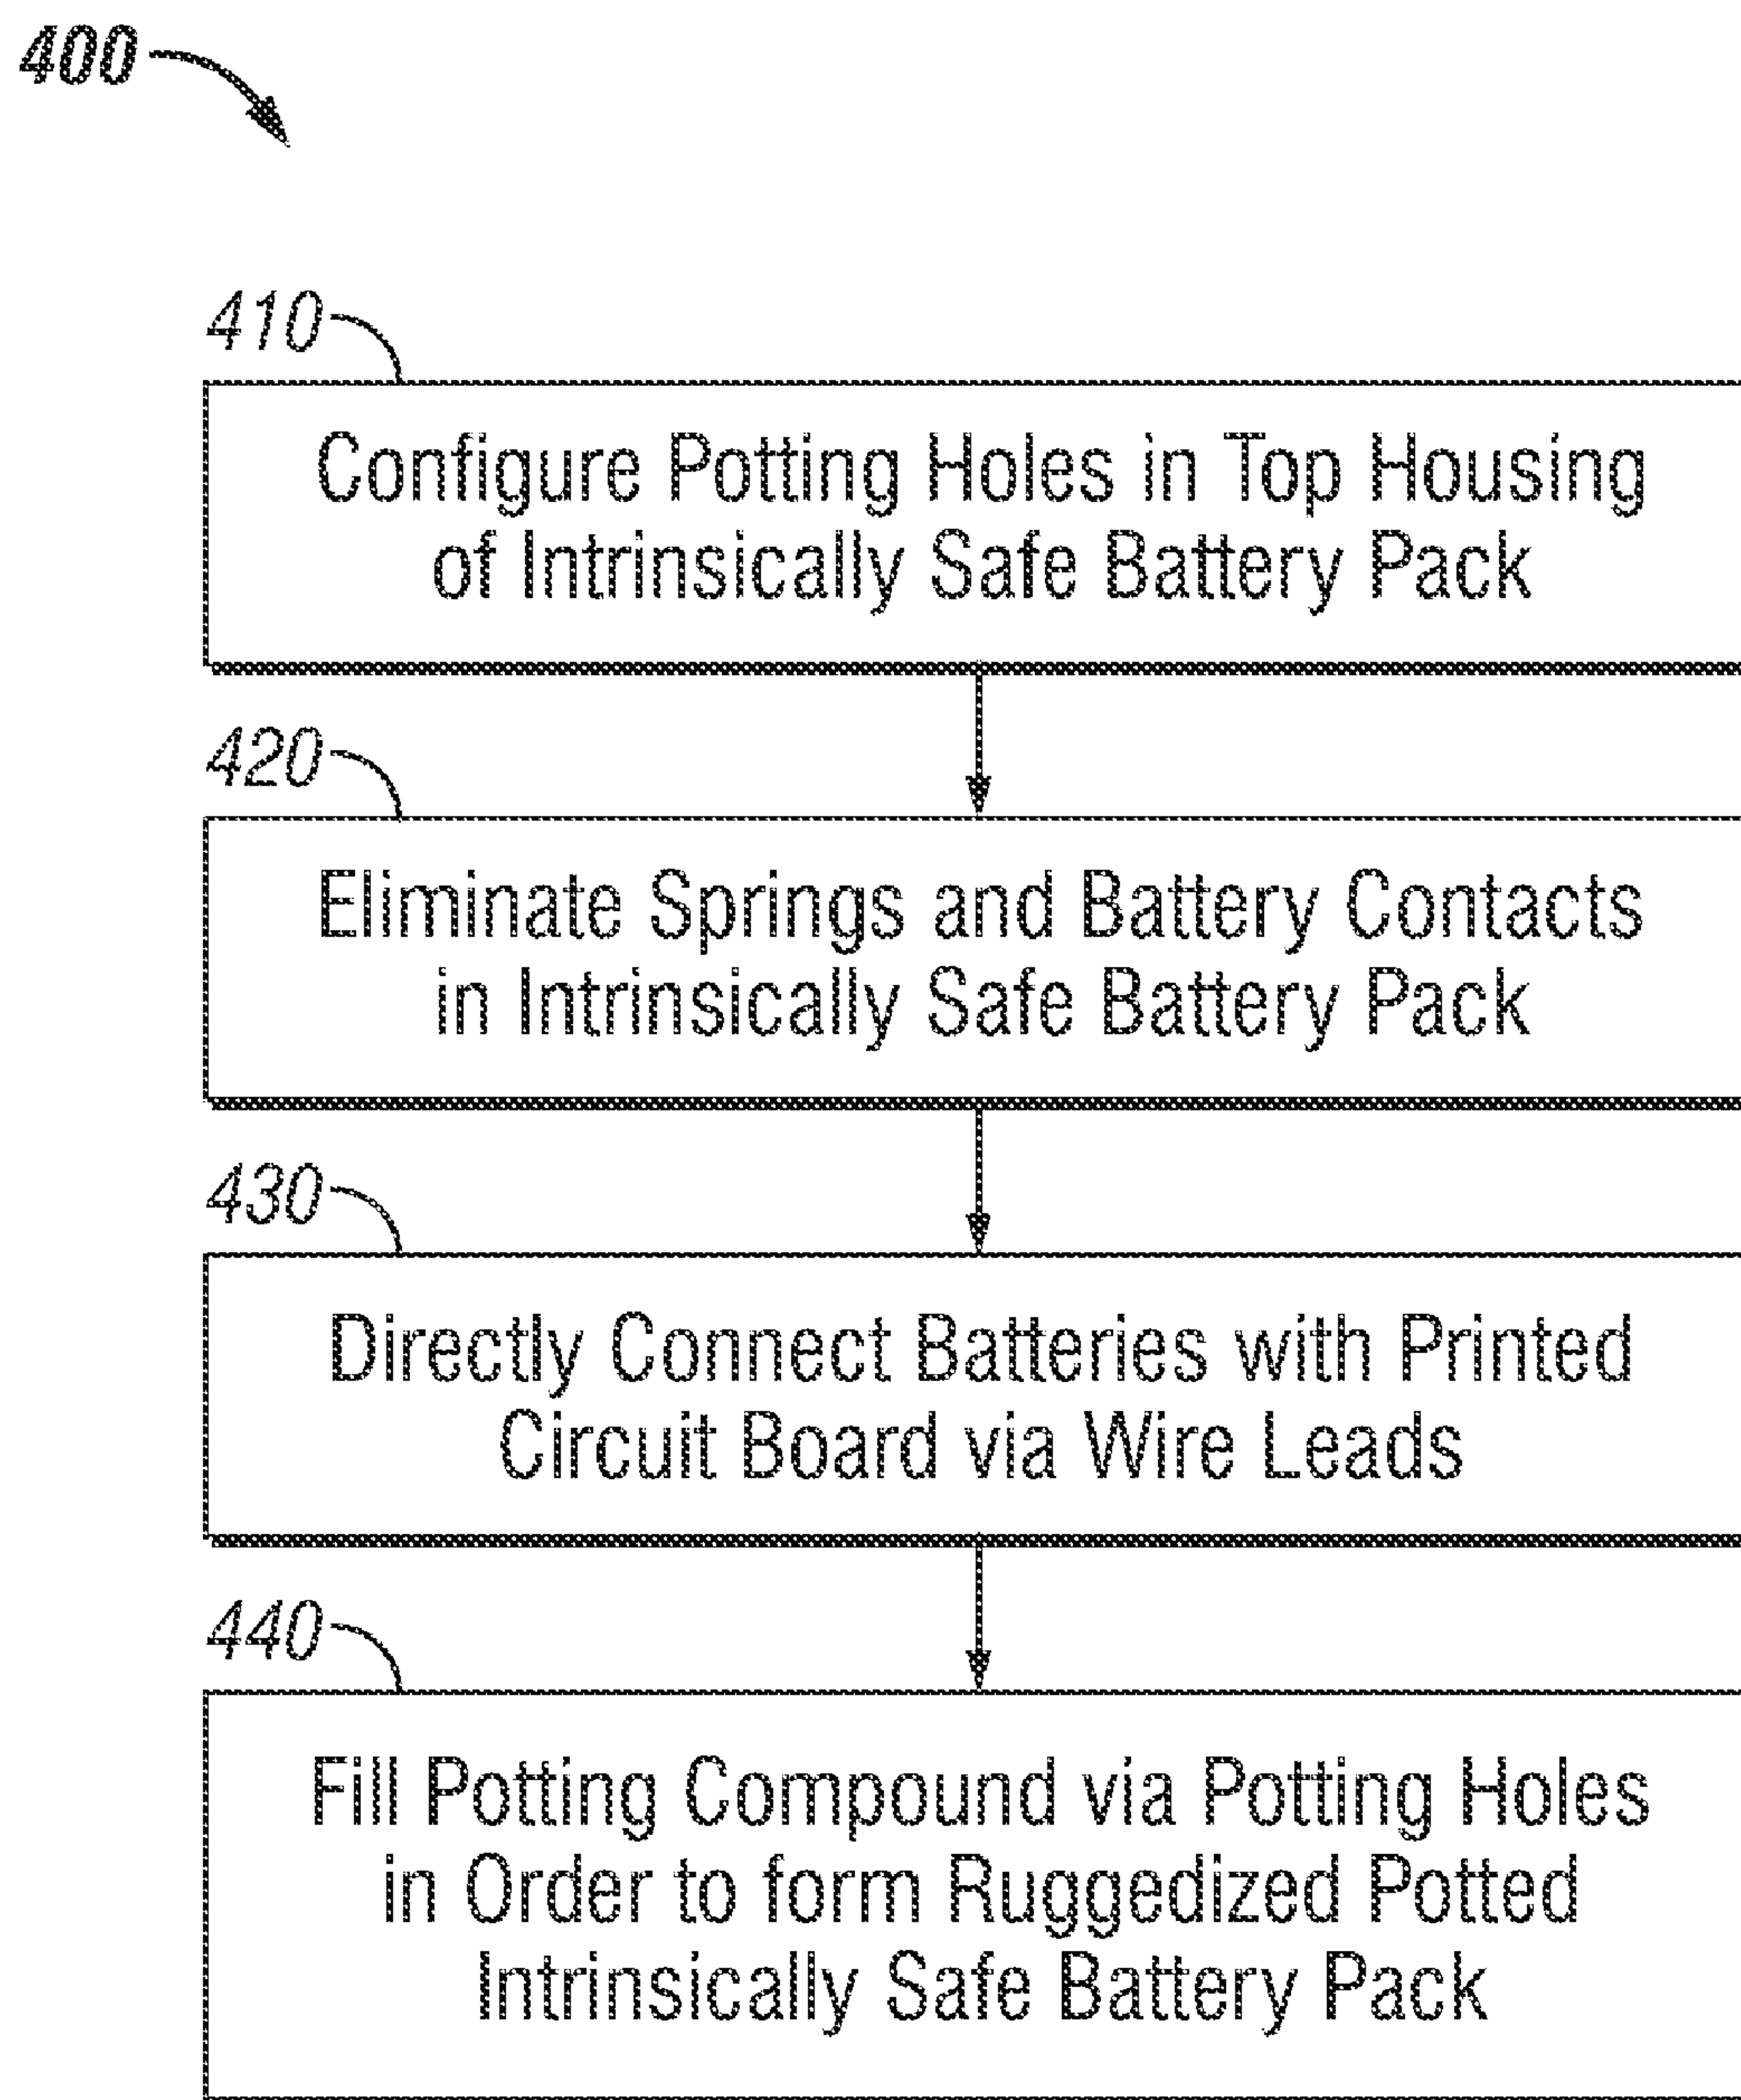 400
410
Configure Potting Holes in Top Housing
of Intrinsically Safe Battery Pack
420
Eliminate Springs and Battery Contacts
in Intrinsically Safe Battery Pack
430
Directly Connect Batteries with Printed
Circuit Board via Wire Leads
440
Fill Potting Compound via Potting Holes
in Order to form Ruggedized Potted
Intrinsically Safe Battery Pack